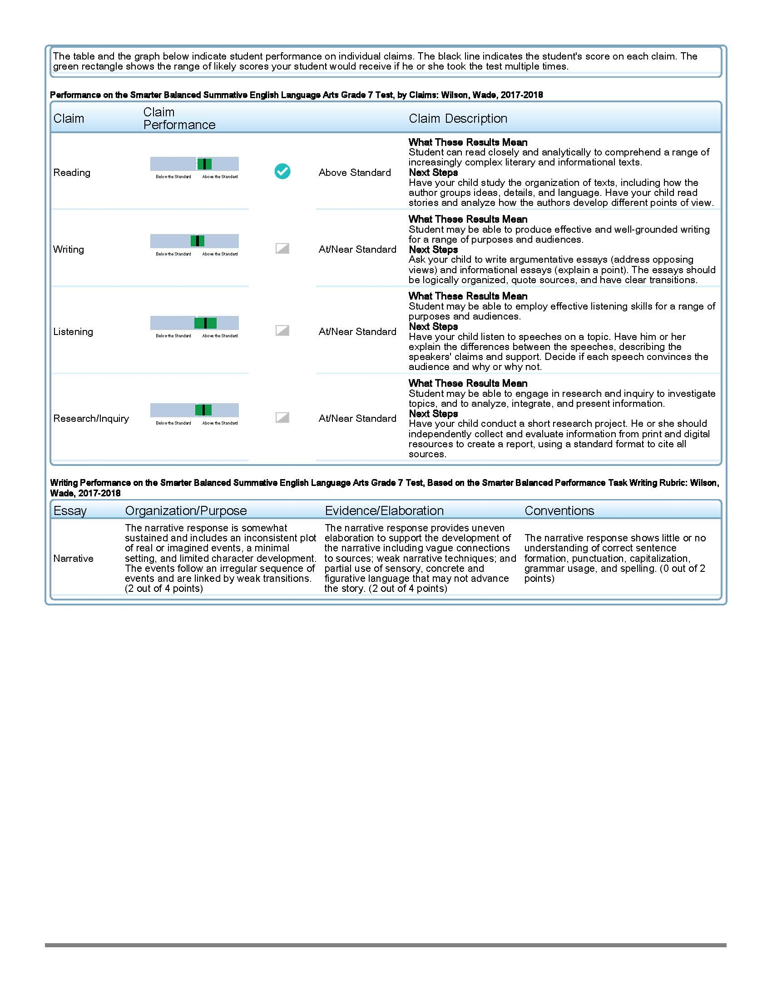 The table and the graph below indicate student performance on individual claims. The black line indicates the student's score on each claim. The
green rectangle shows the range of likely scores your student would receive if he or she took the test multiple times.
Performance on the Smarter Balanced Summative English Language Arts Grade 7 Test, by Claims: Wilson, Wade, 2017-2018
Claim
Claim
Performance
Claim Description
Reading
Below the Standard Above the Standard
Above Standard
What These Results Mean
Student can read closely and analytically to comprehend a range of
increasingly complex literary and informational texts.
Next Steps
Have your child study the organization of texts, including how the
author groups ideas, details, and language. Have your child read
stories and analyze how the authors develop different points of view.
Writing
Below the Standard Above the Standard
At/Near Standard
What These Results Mean
Student may be able to produce effective and well-grounded writing
for a range of purposes and audiences.
Next Steps
Ask your child to write argumentative essays (address opposing
views) and informational essays (explain a point). The essays should
be logically organized, quote sources, and have clear transitions.
Listening
Below the Standard Above the Standard
At/Near Standard
What These Results Mean
Student may be able to employ effective listening skills for a range of
purposes and audiences.
Next Steps
Have your child listen to speeches on a topic. Have him or her
explain the differences between the speeches, describing the
speakers' claims and support. Decide if each speech convinces the
audience and why or why not.
Research/Inquiry
Below the Standard Above the Standard
At/Near Standard
What These Results Mean
Student may be able to engage in research and inquiry to investigate
topics, and to analyze, integrate, and present information.
Next Steps
Have your child conduct a short research project. He or she should
independently collect and evaluate information from print and digital
resources to create a report, using a standard format to cite all
sources.
Writing Performance on the Smarter Balanced Summative English Language Arts Grade 7 Test, Based on the Smarter Balanced Performance Task Writing Rubric: Wilson,
Wade, 2017-2018
Essay
Organization/Purpose
Evidence/Elaboration
Conventions
Narrative
The narrative response is somewhat
sustained and includes an inconsistent plot
of real or imagined events, a minimal
setting, and limited character development.
The events follow an irregular sequence of
events and are linked by weak transitions.
(2 out of 4 points)
The narrative response provides uneven
elaboration to support the development of
the narrative including vague connections
to sources; weak narrative techniques; and
partial use of sensory, concrete and
figurative language that may not advance
the story. (2 out of 4 points)
The narrative response shows little or no
understanding of correct sentence
formation, punctuation, capitalization,
grammar usage, and spelling. (0 out of 2
points)